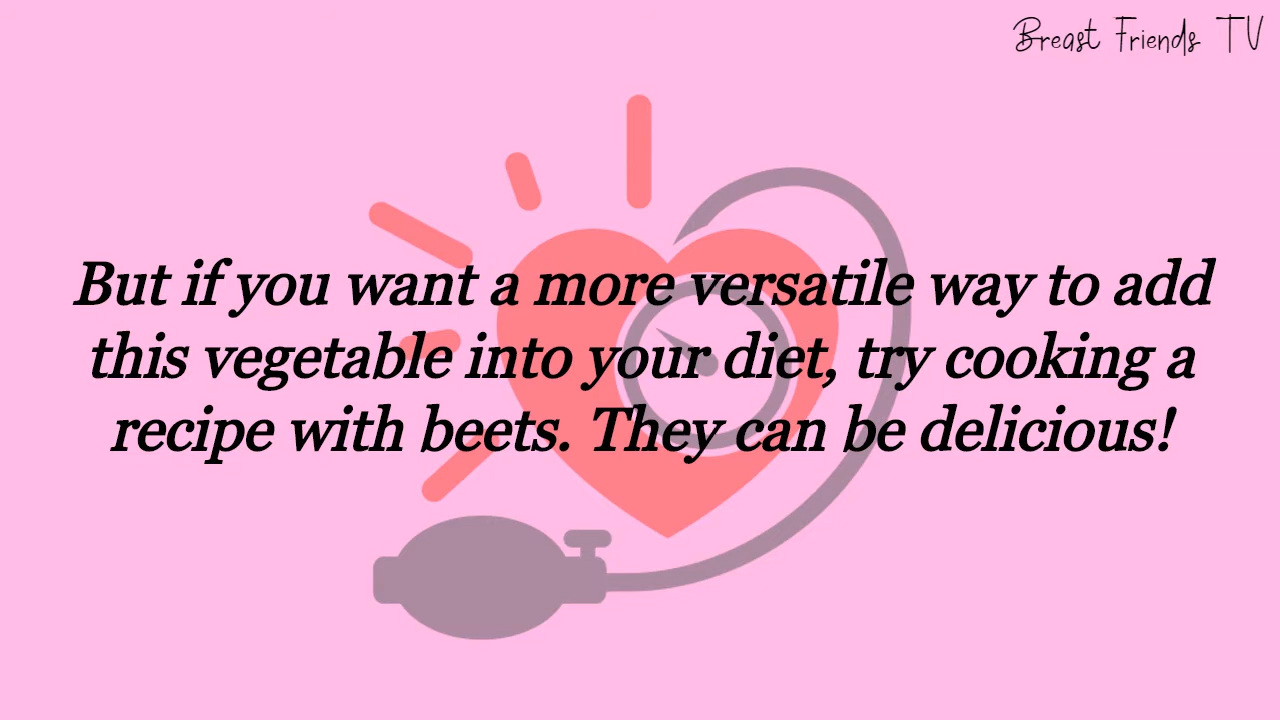 Breast Friends TV
But if you want a more versatile way to add
this vegetable into your diet, try cooking a
recipe with beets. They can be delicious!